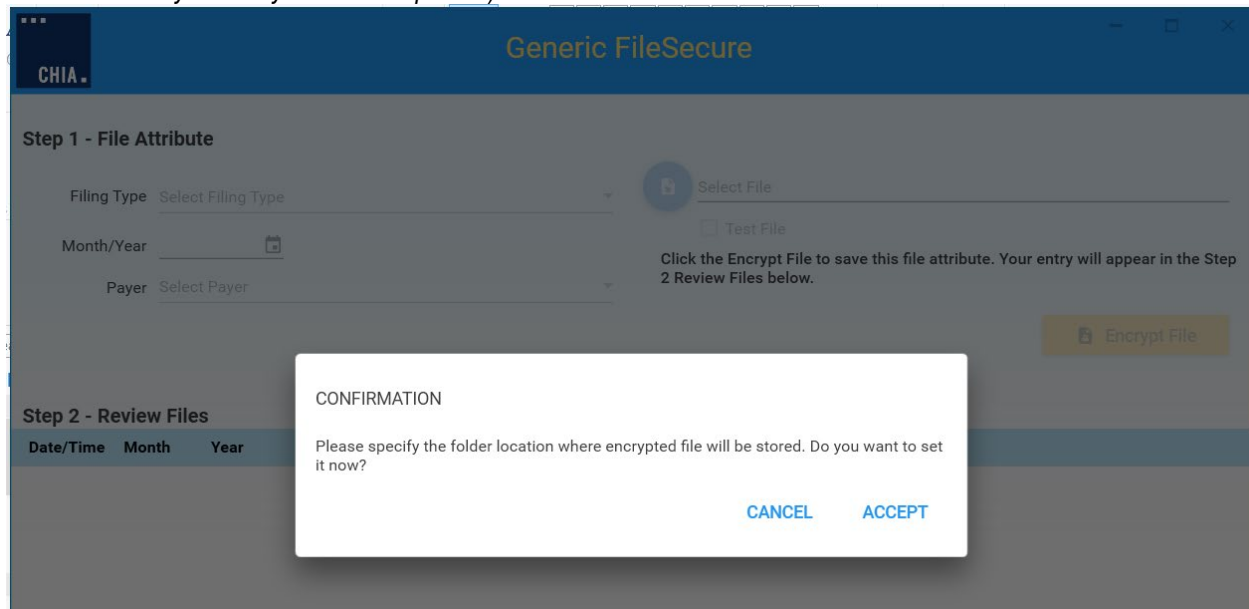 Generic FileSecure
CHIA.
Step 1 - File Attribute
Filing Type Select Filing Type
Select File
Test File
Month/Year
Click the Encrypt File to save this file attribute. Your entry will appear in the Step
2 Review Files below.
Payer Select Payer
Encrypt File
CONFIRMATION
Please specify the folder location where encrypted file will be stored. Do you want to set
it now?
CANCEL ACCEPT
Step 2 - Review Files
Date/Time Month Year